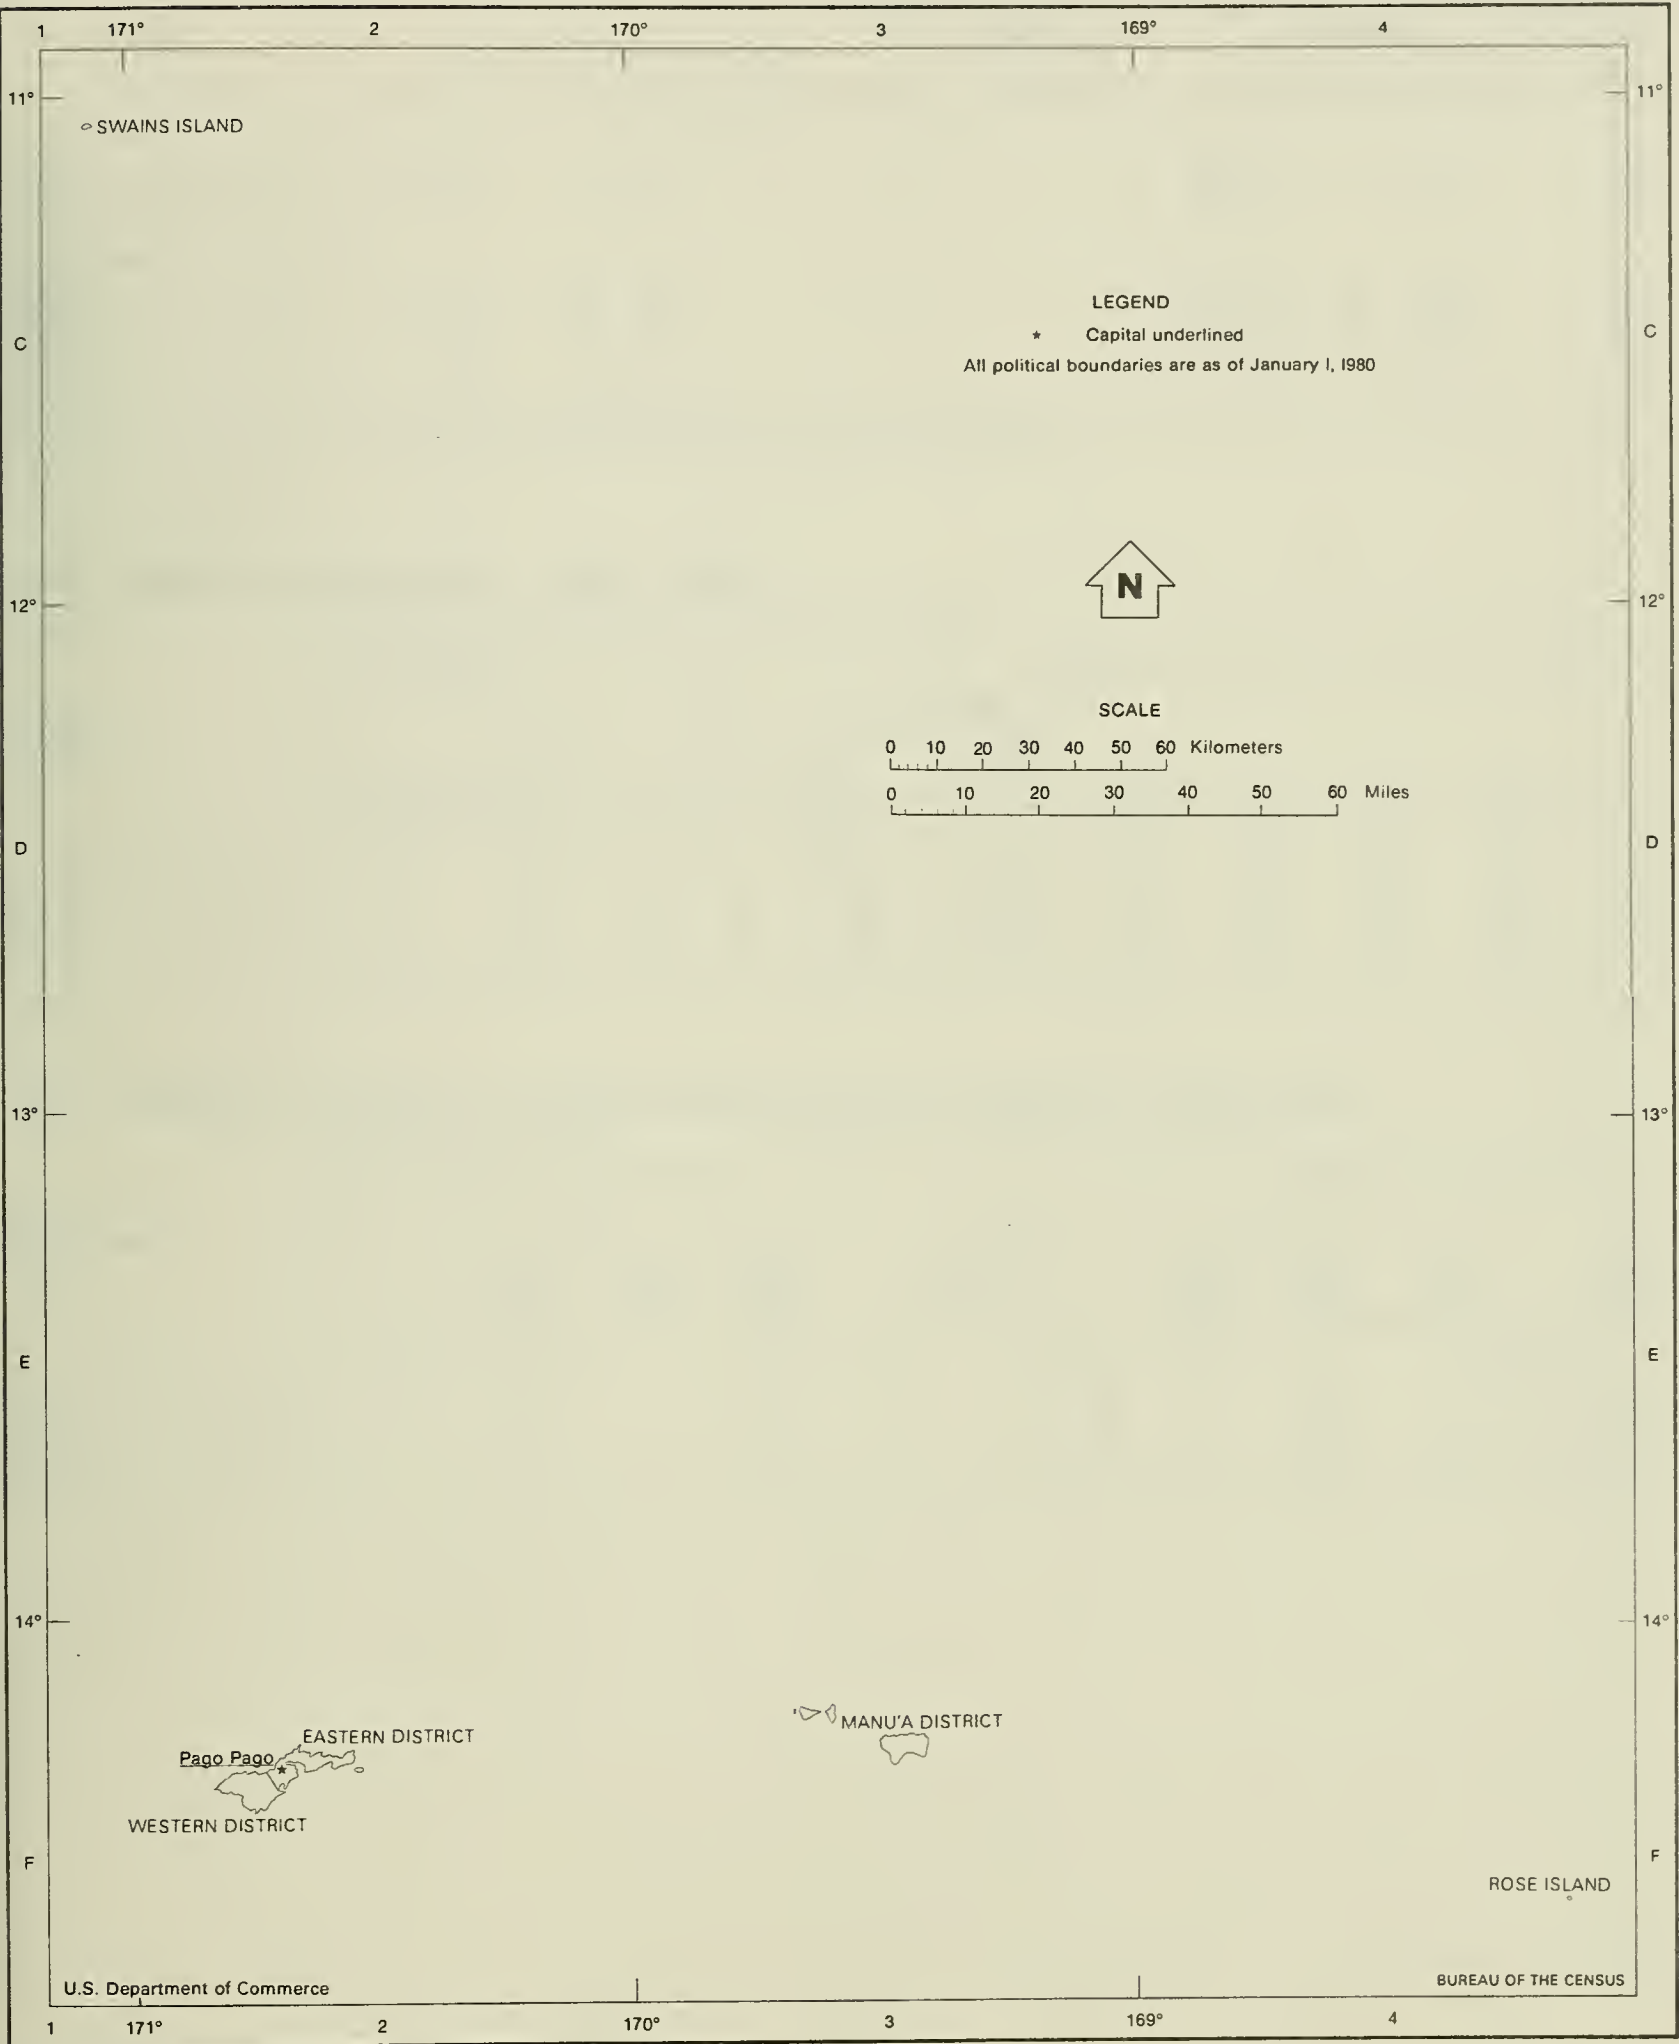 1 171° 2 170° 3 169° 4
11° 11°
SWAINS ISLAND
LEGEND
★ Capital underlined
All political boundaries are as of January 1, 1980
C C
N
12° 12°
SCALE
0 10 20 30 40 50 60 Kilometers
0 10 20 30 40 50 60 Miles
D D
13° 13°
E E
14° 14°
MANU'A DISTRICT
EASTERN DISTRICT
Pago Pago
WESTERN DISTRICT
F F
ROSE ISLAND
U.S. Department of Commerce
BUREAU OF THE CENSUS
1 171° 2 170° 3 169° 4